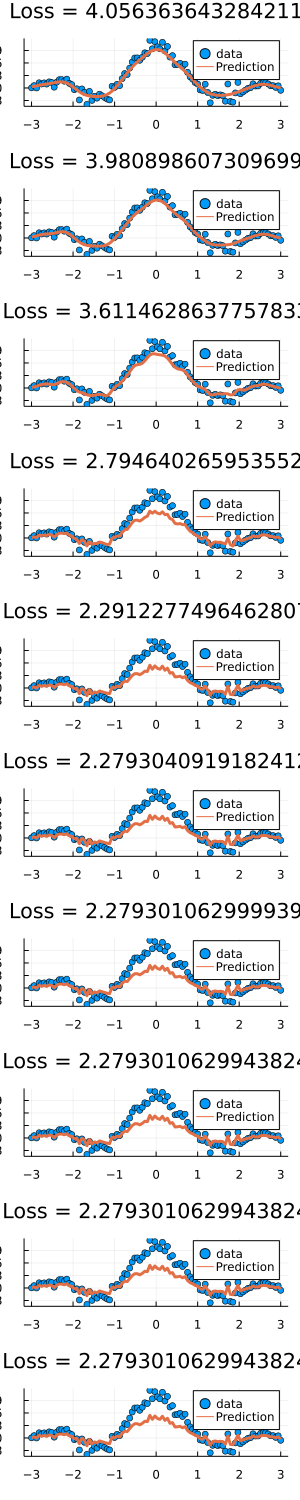 Loss = 4.056363643284211
data
Prediction
−3 −2 −1 0 1 2 3
Loss = 3.980898607309699
data
Prediction
−3 −2 −1 0 1 2 3
Loss = 3.6114628637757833
data
Prediction
−3 −2 −1 0 1 2 3
Loss = 2.794640265953552
data
Prediction
−3 −2 −1 0 1 2 3
Loss = 2.2912277496462807
data
Prediction
−3 −2 −1 0 1 2 3
Loss = 2.2793040919182412
data
Prediction
−3 −2 −1 0 1 2 3
Loss = 2.279301062999939
data
Prediction
−3 −2 −1 0 1 2 3
Loss = 2.2793010629943824
data
Prediction
−3 −2 −1 0 1 2 3
Loss = 2.2793010629943824
data
Prediction
−3 −2 −1 0 1 2 3
Loss = 2.2793010629943824
data
Prediction
−3 −2 −1 0 1 2 3